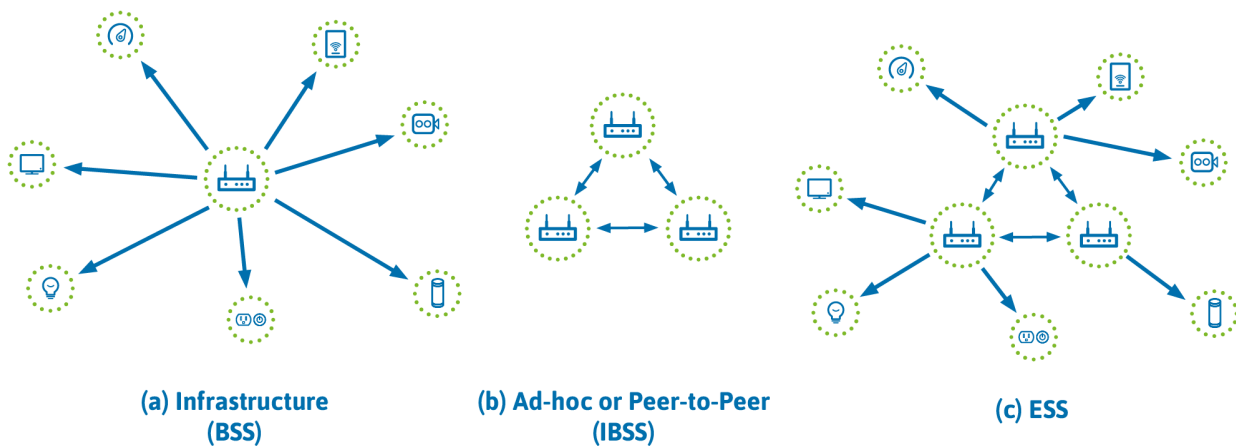 (a) Infrastructure
(BSS)
(b) Ad-hoc or Peer-to-Peer
(IBSS)
(c) ESS